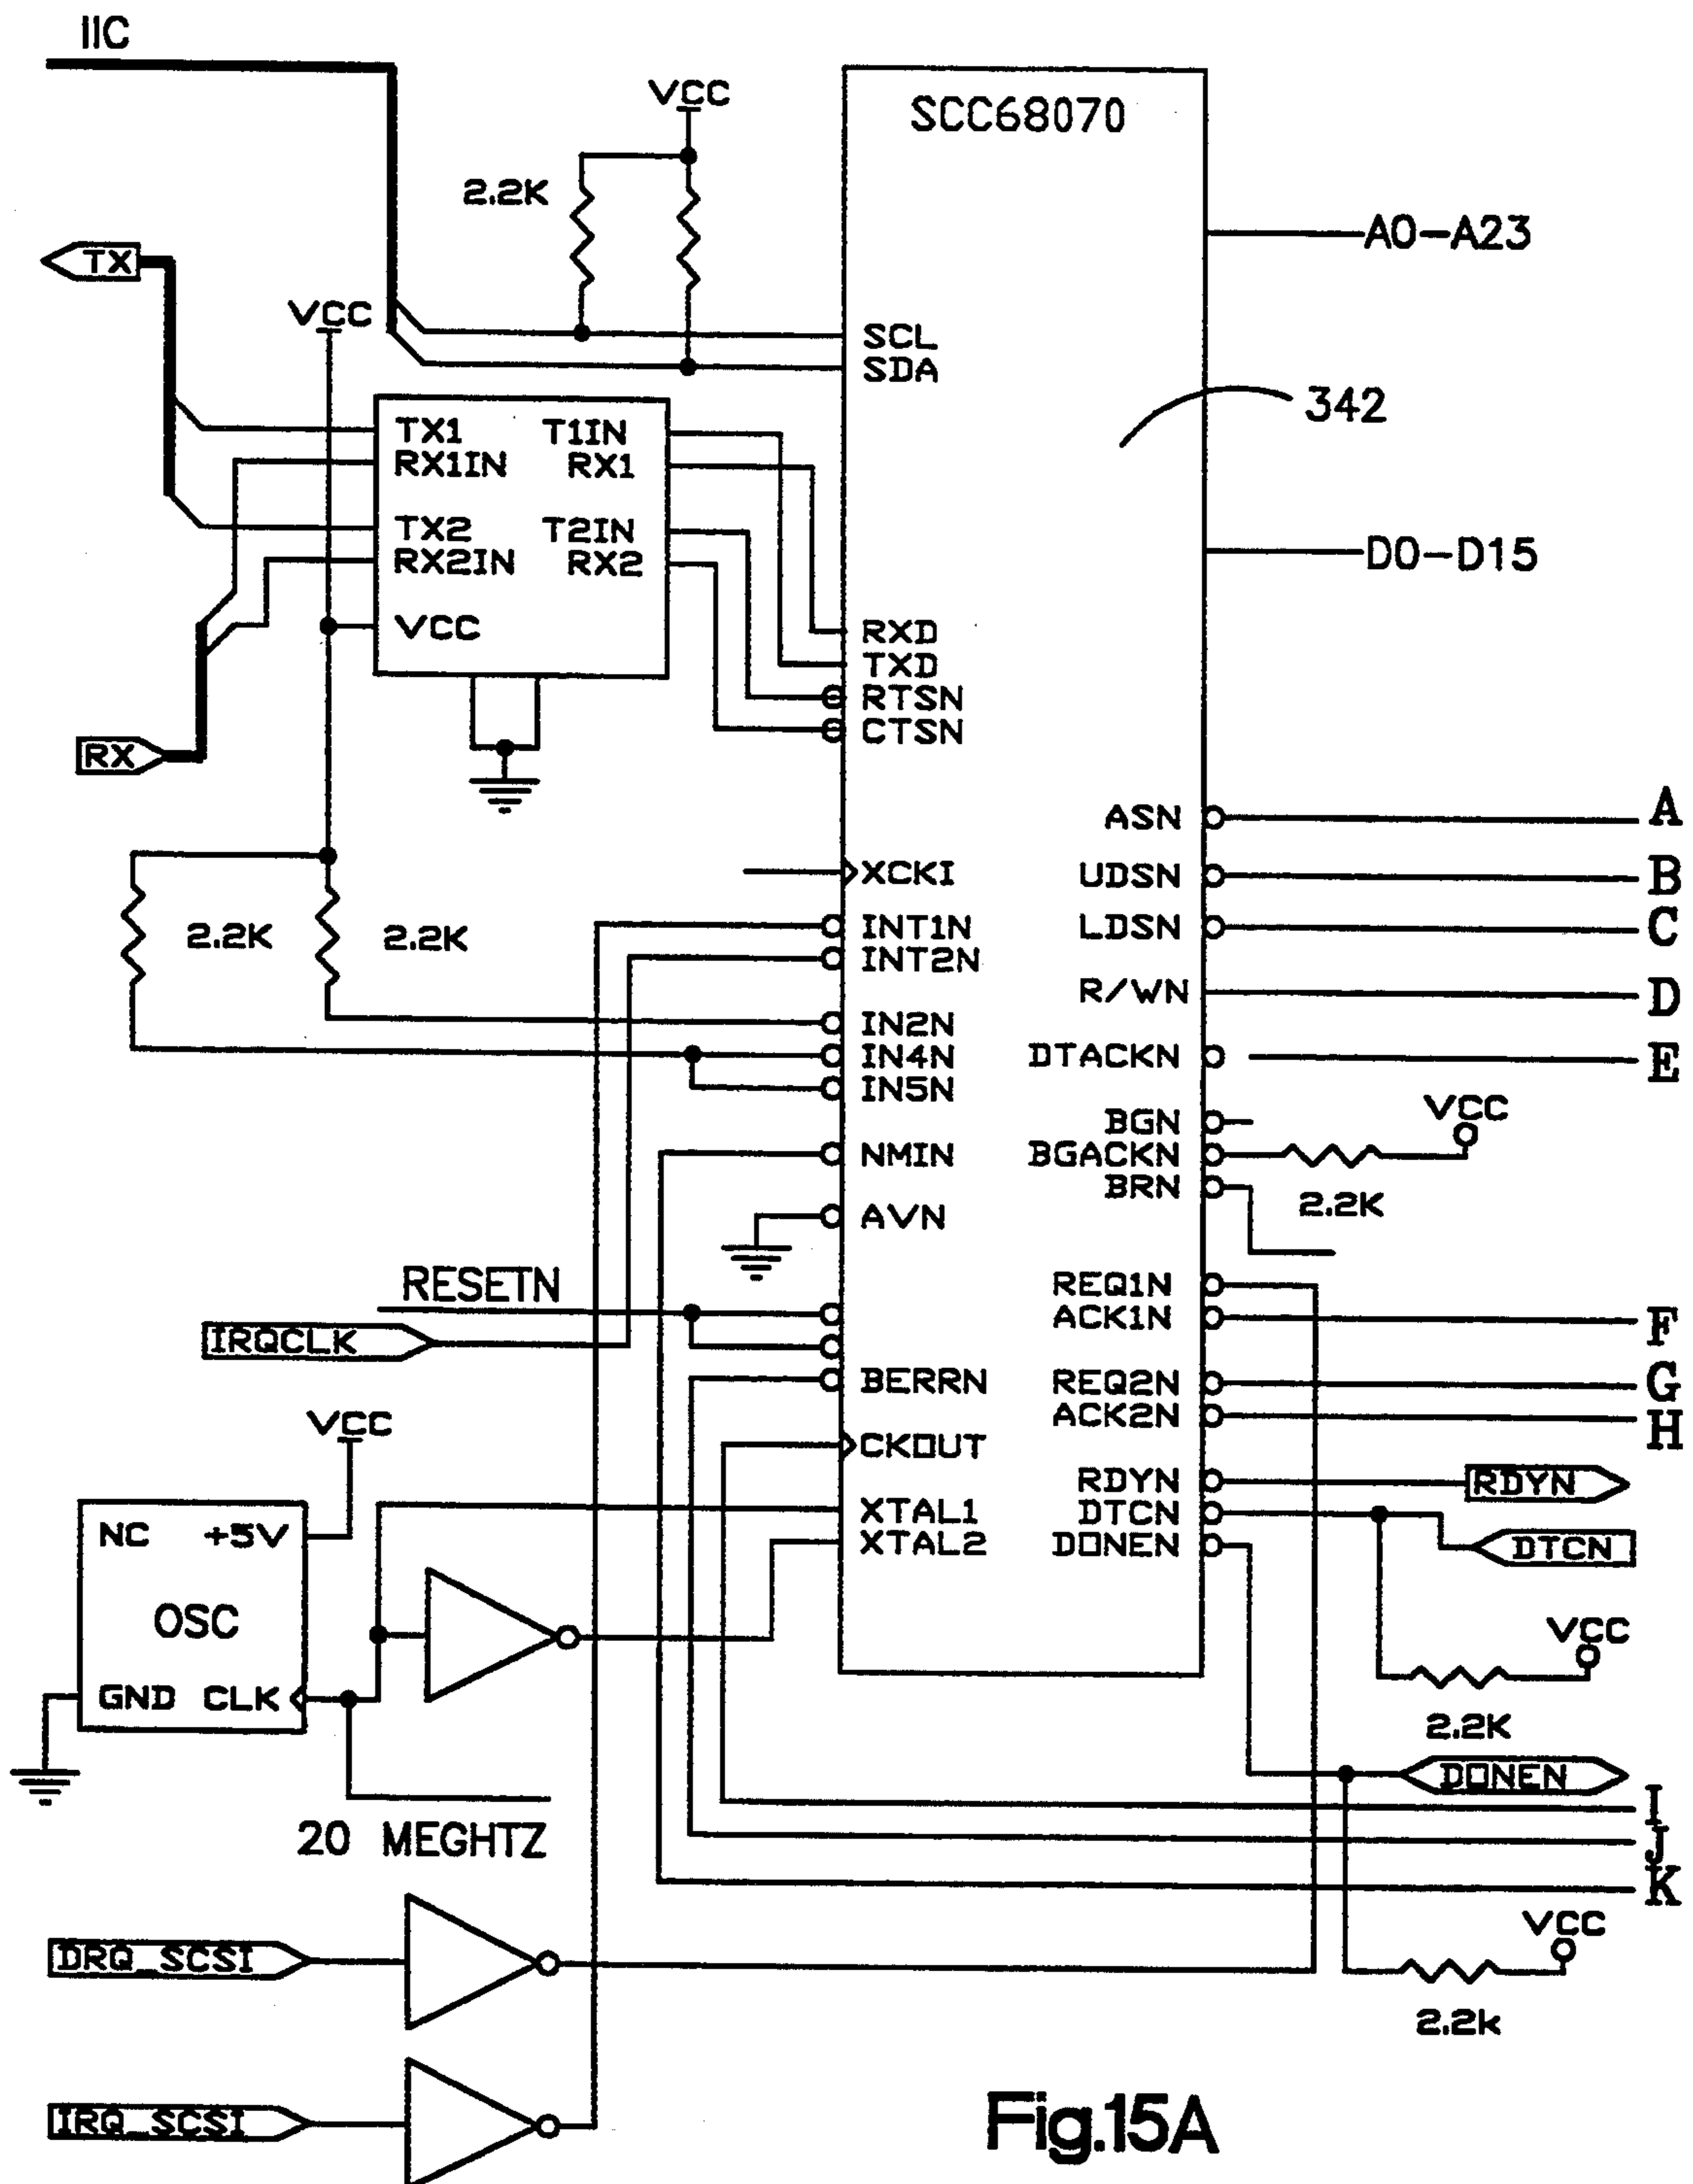 IIC
VCC
SCC68070
2.2K
A0-A23
TX
VCC
SCL
SDA
342
TX1 T1IN
RX1IN RX1
TX2 T2IN
RX2IN RX2
VCC
D0-D15
RXD
TXD
RTSN
CTSN
RX
ASN A
XCKI UDSN B
2.2K 2.2K
INT1N LDSN C
INT2N
R/WN D
IN2N
IN4N DTACKN E
IN5N
BGN VCC
NMIN BGACKN
BRN 2.2K
AVN
RESETN REQ1N
ACK1N F
IRQCLK
BERRN REQ2N G
ACK2N H
VCC CKOUT
RDYN RDYN
XTAL1 DTCN
NC +5V XTAL2 DONEN DTCN
OSC VCC
GND CLK
2.2K
DONEN
I
20 MEGHTZ J
K
VCC
DRQ_SCSI
2.2k
IRQ_SCSI
Fig.15A